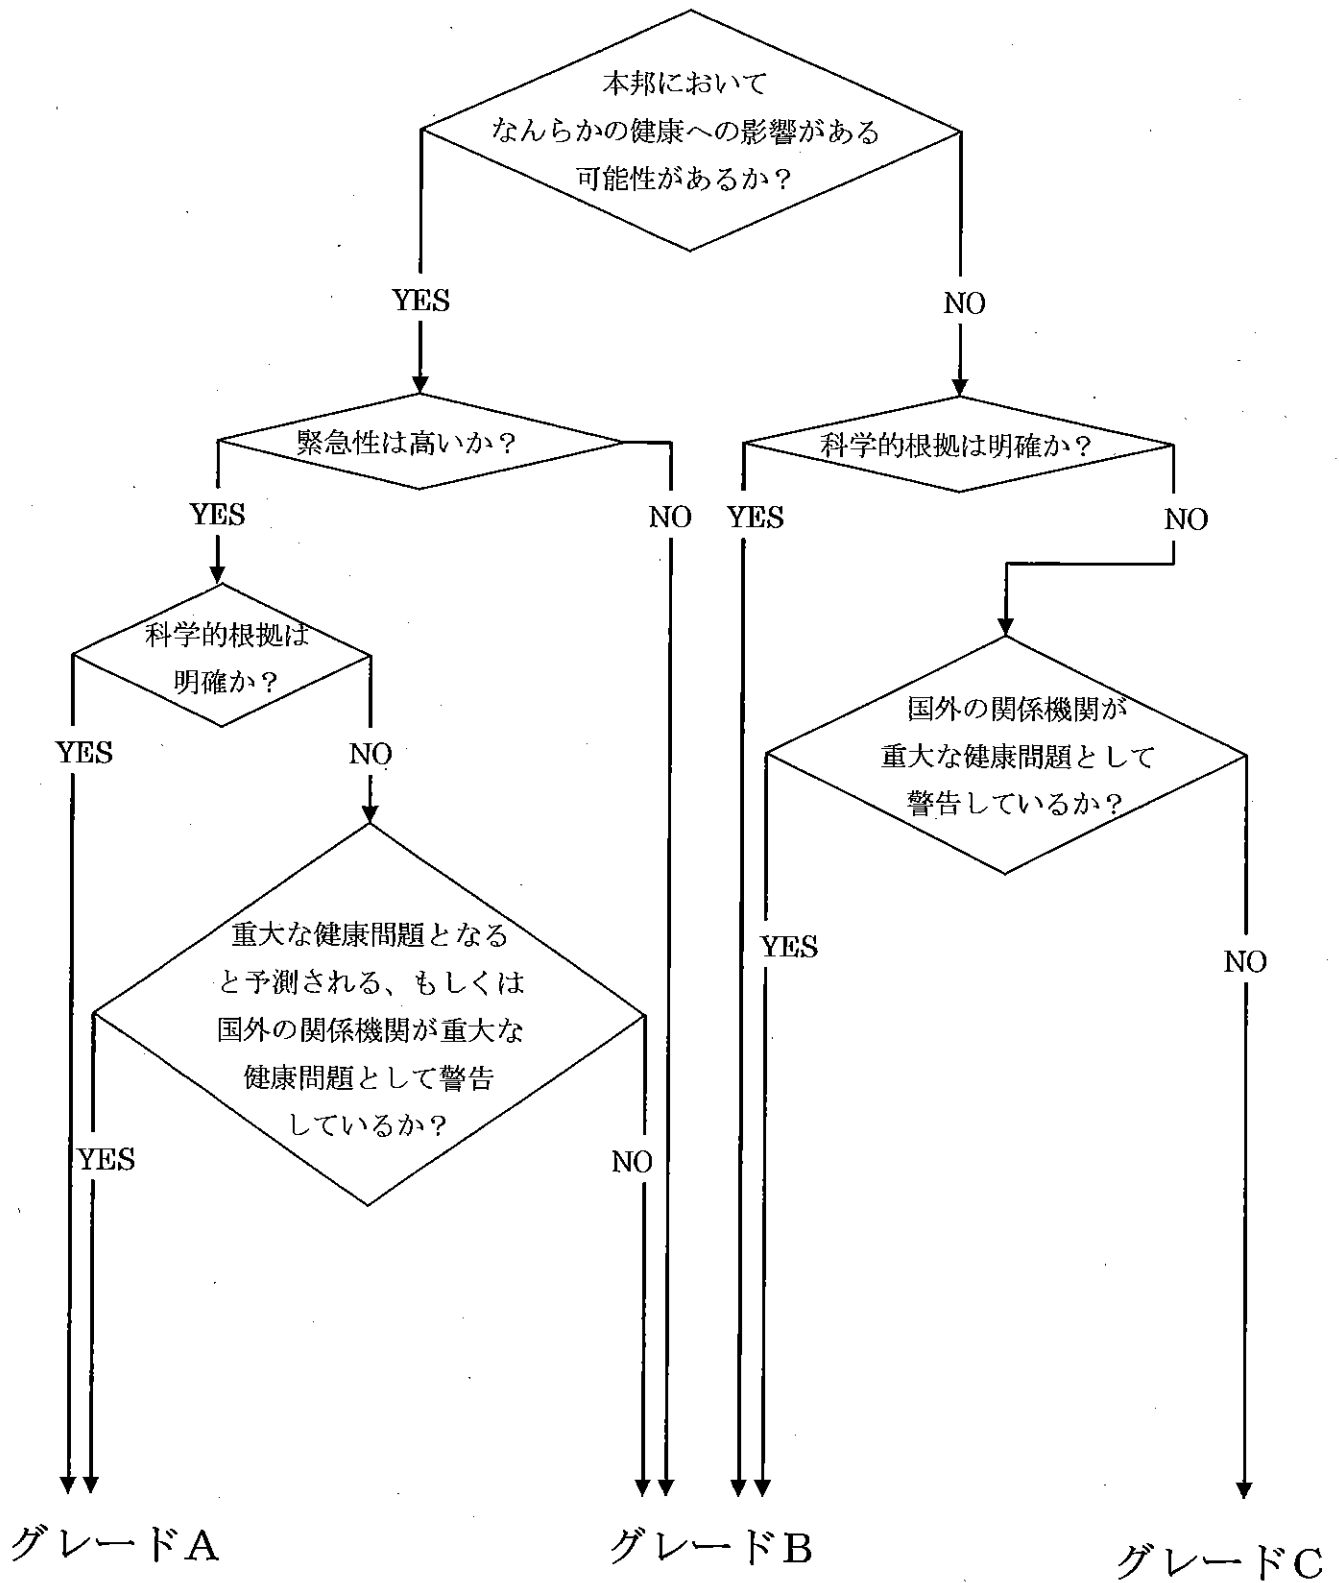 本邦において
なんらかの健康への影響がある
可能性があるか？
YES
NO
緊急性は高いか？
科学的根拠は明確か？
YES
NO
YES
NO
科学的根拠は
明確か？
国外の関係機関が
重大な健康問題として
警告しているか？
YES
NO
重大な健康問題となる
と予測される、もしくは
国外の関係機関が重大な
健康問題として警告
しているか？
YES
NO
YES
NO
グレードA
グレードB
グレードC